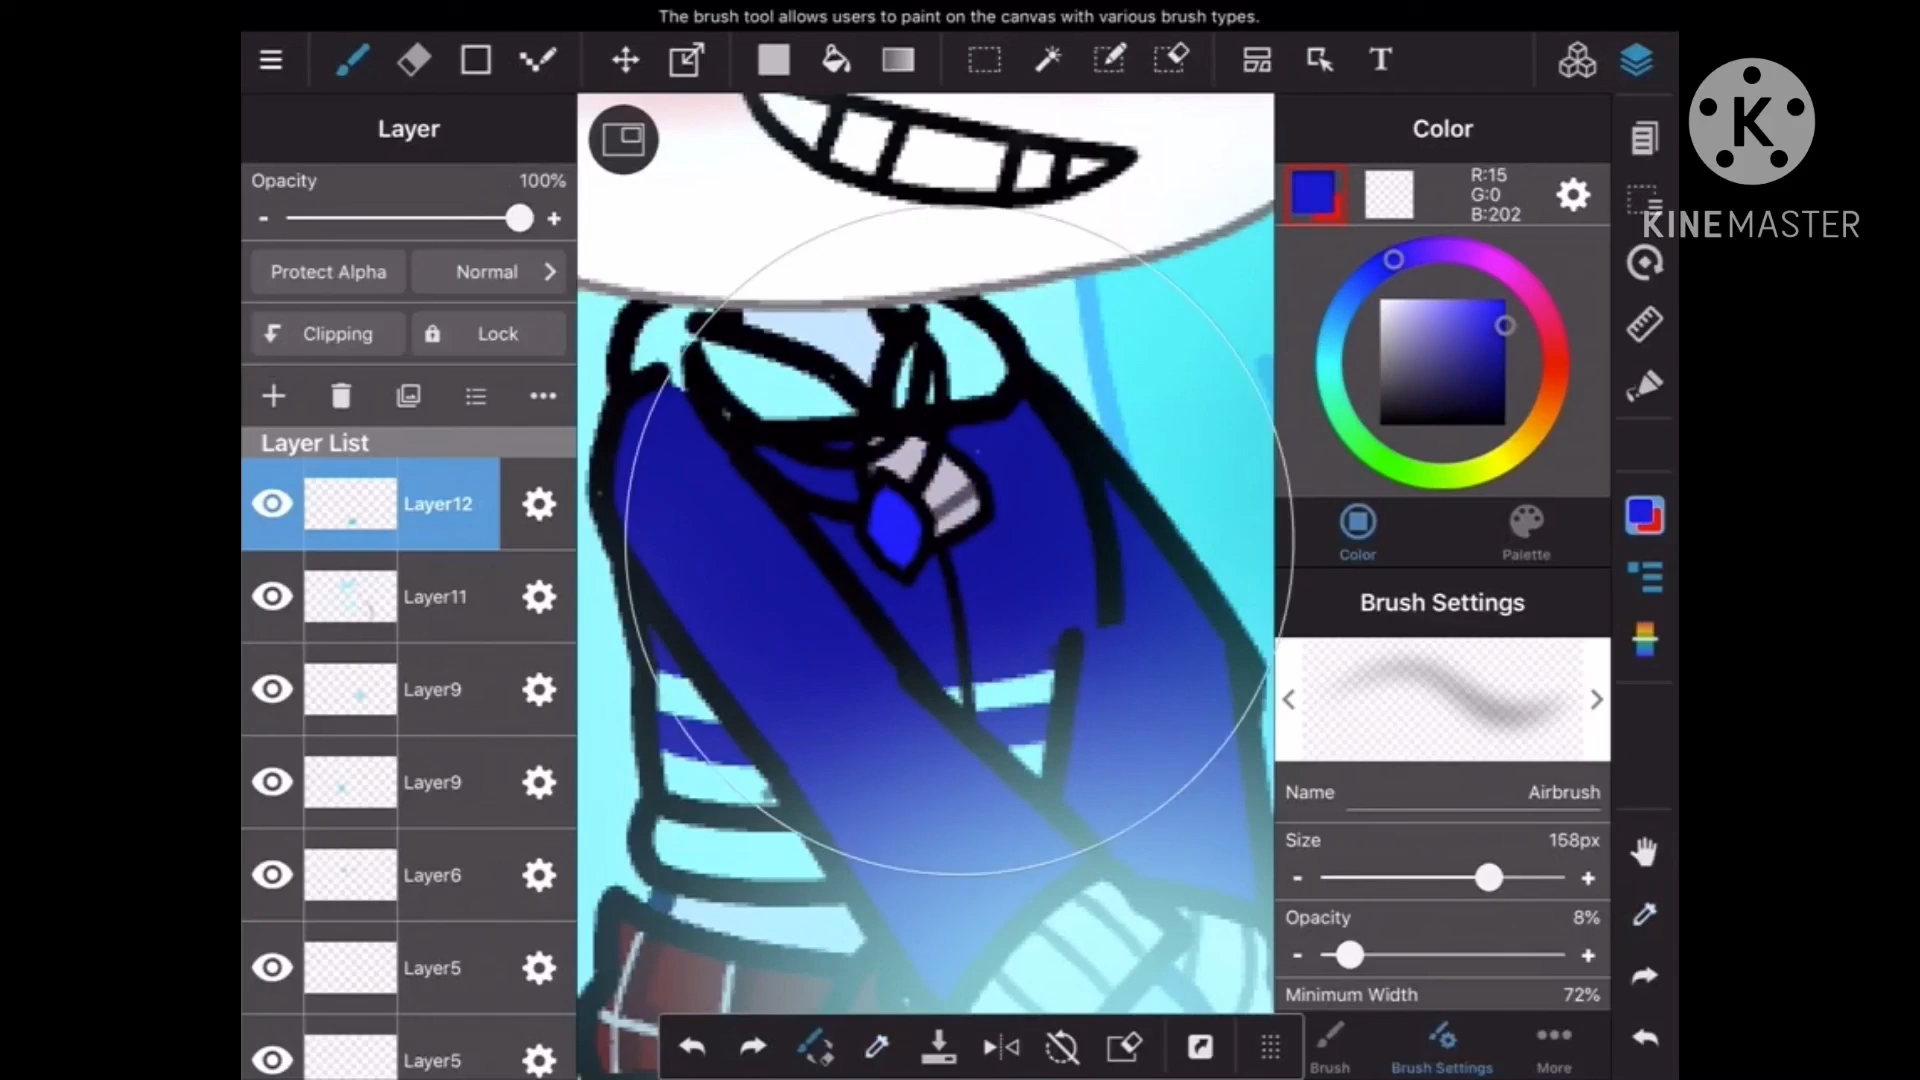 The brush tool allows users to paint on the canvas with various brush types.
T
K
KINEMASTER
Layer
Opacity 100%
- +
Protect Alpha
Normal
Clipping
Lock
Layer List
Layer12
Layer11
Layer9
Layer9
Layer6
Layer5
Layer5
Color
R:15
G:0
B:202
Color
Palette
Brush Settings
Name Airbrush
Size 158px
- +
Opacity 8%
- +
Minimum Width 72%
Brush
Brush Settings
More